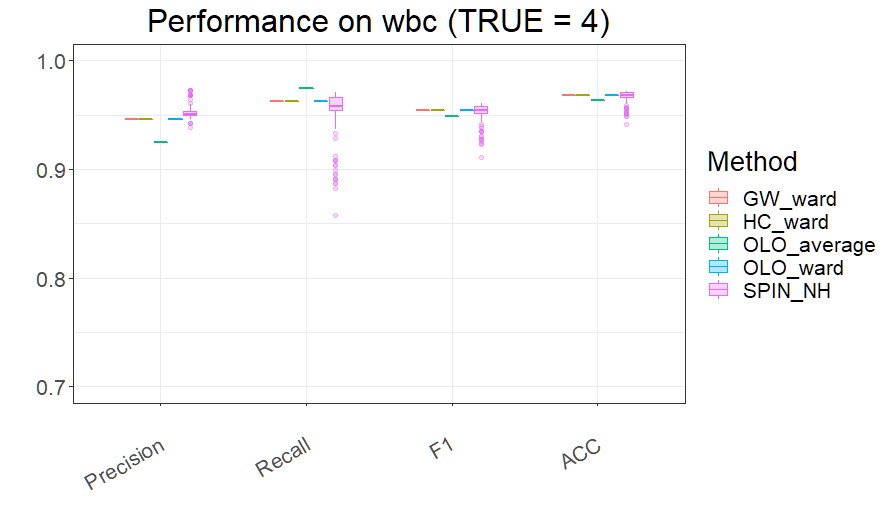 Performance on wbc (TRUE = 4)
1.0
0.9
0.8
0.7
Precision
Recall
F1
ACC
Method
GW_ward
HC_ward
OLO_average
OLO_ward
SPIN_NH